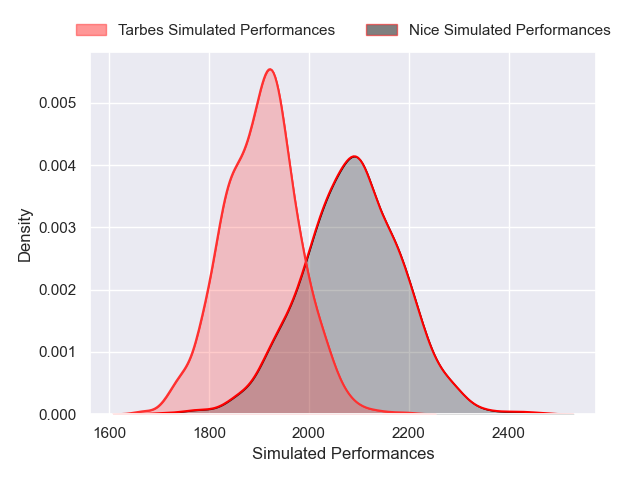 Tarbes Simulated Performances
Nice Simulated Performances
Density
0.005
0.004
0.003
0.002
0.001
0.000
1600
1800
2000
2200
2400
Simulated Performances